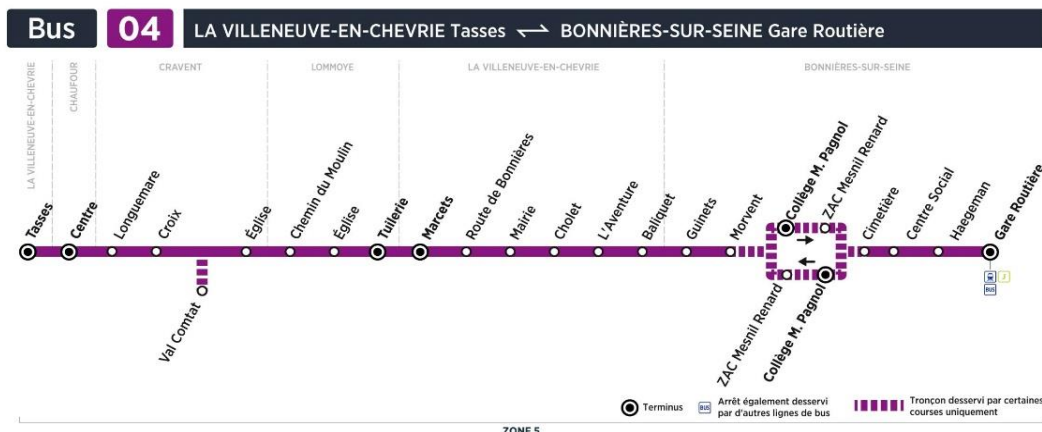 Bus 04 LA VILLENEUVE-EN-CHEVRIE Tasses BONNIÈRES-SUR-SEINE Gare Routière
LA VILLENEUVE-EN-CHEVRIE
CHAUFOUR
CRAVENT
LOMMOYE
LA VILLENEUVE-EN-CHEVRIE
BONNIÈRES-SUR-SEINE
Tasses
Centre
Longuemare
Croix
Val Comtat
Église
Chemin du Moulin
Église
Tuilerie
Marcets
Route de Bonnières
Mairie
Cholet
L'Aventure
Baliquet
Guinets
Morvent
Collège M. Pagnol
ZAC Mesnil Renard
ZAC Mesnil Renard
Collège M. Pagnol
Cimetière
Centre Social
Haegeman
Gare Routière
J
BUS
Terminus
BUS
Arrêt également desservi
par d'autres lignes de bus
Tronçon desservi par certaines
courses uniquement
ZONE 5